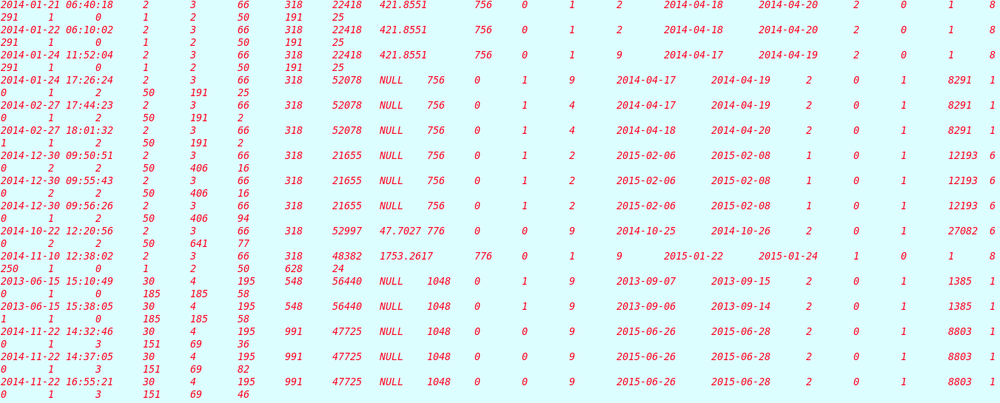 2014-01-21 06:40:18 2 3 66 318 22418 421.8551 756 0 1 2 2014-04-18 2014-04-20 2 0 1 8
291 1 0 1 2 50 191 25
2014-01-22 06:10:02 2 3 66 318 22418 421.8551 756 0 1 2 2014-04-18 2014-04-20 2 0 1 8
291 1 0 1 2 50 191 25
2014-01-24 11:52:04 2 3 66 318 22418 421.8551 756 0 1 9 2014-04-17 2014-04-19 2 0 1 8
291 1 0 1 2 50 191 25
2014-01-24 17:26:24 2 3 66 318 52078 NULL 756 0 1 9 2014-04-17 2014-04-19 2 0 1 8291 1
0 1 2 50 191 25
2014-02-27 17:44:23 2 3 66 318 52078 NULL 756 0 1 4 2014-04-17 2014-04-19 2 0 1 8291 1
0 1 2 50 191 2
2014-02-27 18:01:32 2 3 66 318 52078 NULL 756 0 1 4 2014-04-18 2014-04-20 2 0 1 8291 1
1 1 2 50 191 2
2014-12-30 09:50:51 2 3 66 318 21655 NULL 756 0 1 2 2015-02-06 2015-02-08 1 0 1 12193 6
0 2 2 50 406 16
2014-12-30 09:55:43 2 3 66 318 21655 NULL 756 0 1 2 2015-02-06 2015-02-08 1 0 1 12193 6
0 2 2 50 406 16
2014-12-30 09:56:26 2 3 66 318 21655 NULL 756 0 1 2 2015-02-06 2015-02-08 1 0 1 12193 6
0 1 2 50 406 94
2014-10-22 12:20:56 2 3 66 318 52997 47.7027 776 0 0 9 2014-10-25 2014-10-26 2 0 1 27082 6
0 2 2 50 641 77
2014-11-10 12:38:02 2 3 66 318 48382 1753.2617 776 0 1 9 2015-01-22 2015-01-24 1 0 1 8
250 1 0 1 2 50 628 24
2013-06-15 15:10:49 30 4 195 548 56440 NULL 1048 0 1 9 2013-09-07 2013-09-15 2 0 1 1385 1
0 1 0 185 185 58
2013-06-15 15:38:05 30 4 195 548 56440 NULL 1048 0 1 9 2013-09-06 2013-09-14 2 0 1 1385 1
1 1 0 185 185 58
2014-11-22 14:32:46 30 4 195 991 47725 NULL 1048 0 0 9 2015-06-26 2015-06-28 2 0 1 8803 1
0 1 3 151 69 36
2014-11-22 14:37:05 30 4 195 991 47725 NULL 1048 0 0 9 2015-06-26 2015-06-28 2 0 1 8803 1
0 1 3 151 69 82
2014-11-22 16:55:21 30 4 195 991 47725 NULL 1048 0 0 9 2015-06-26 2015-06-28 2 0 1 8803 1
0 1 3 151 69 46